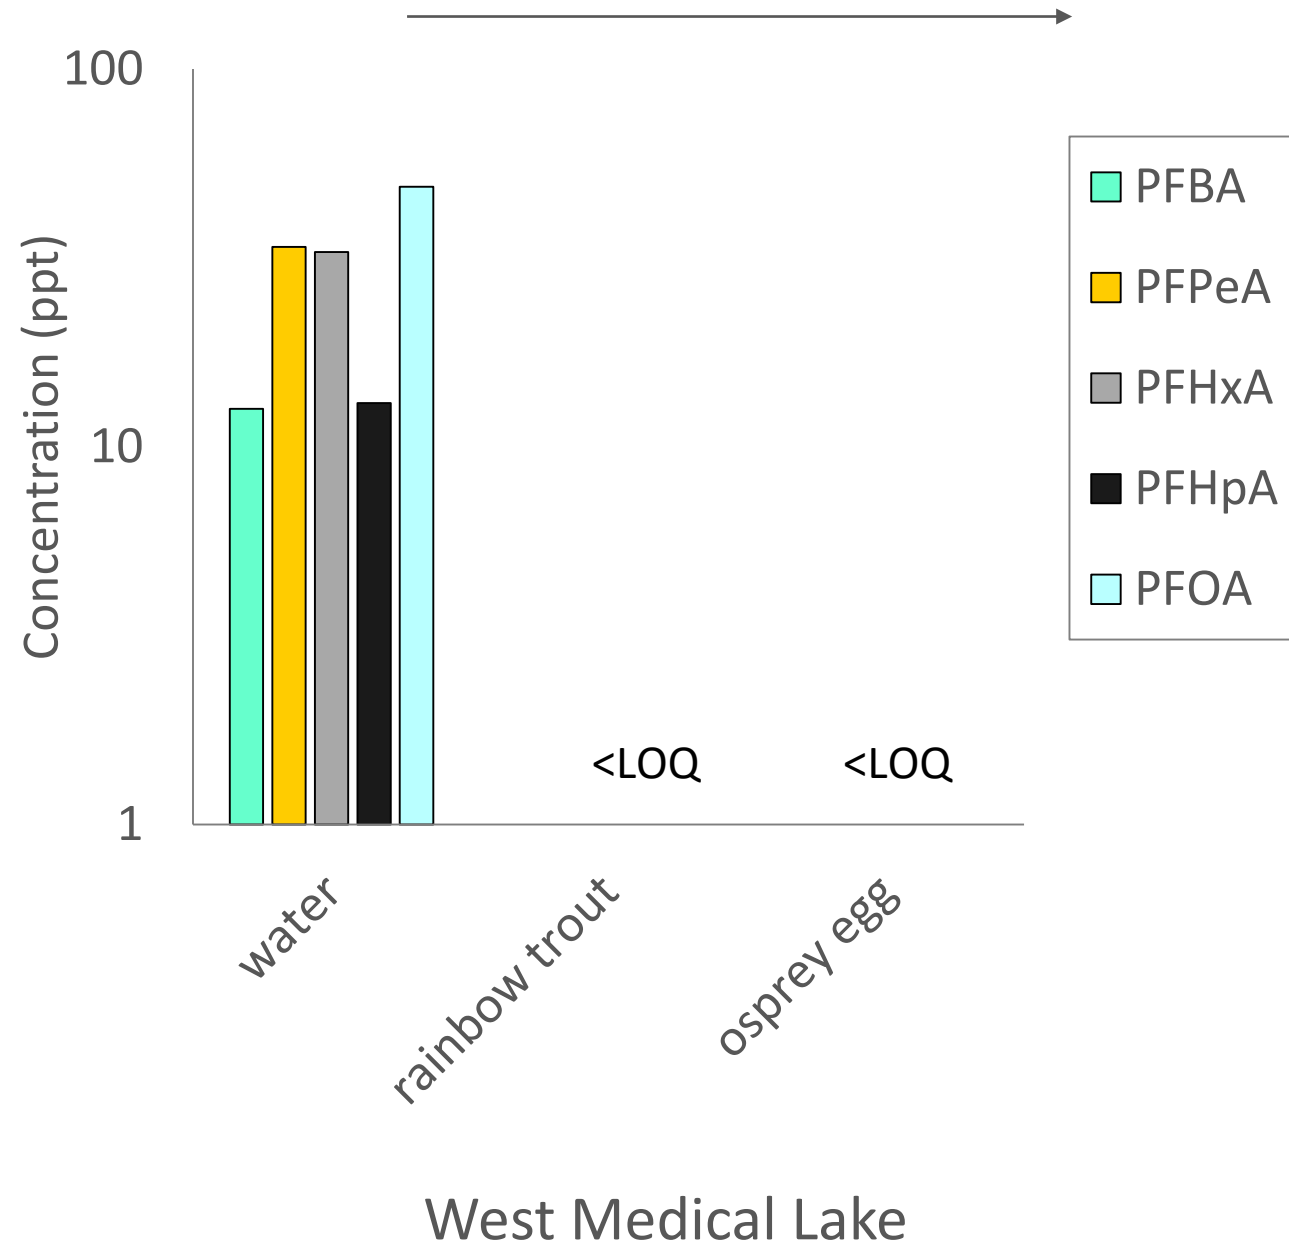 100
10
1
Concentration (ppt)
PFBA
PFPeA
PFHxA
PFHpA
PFOA
<LOQ
<LOQ
water
rainbow trout
osprey egg
West Medical Lake